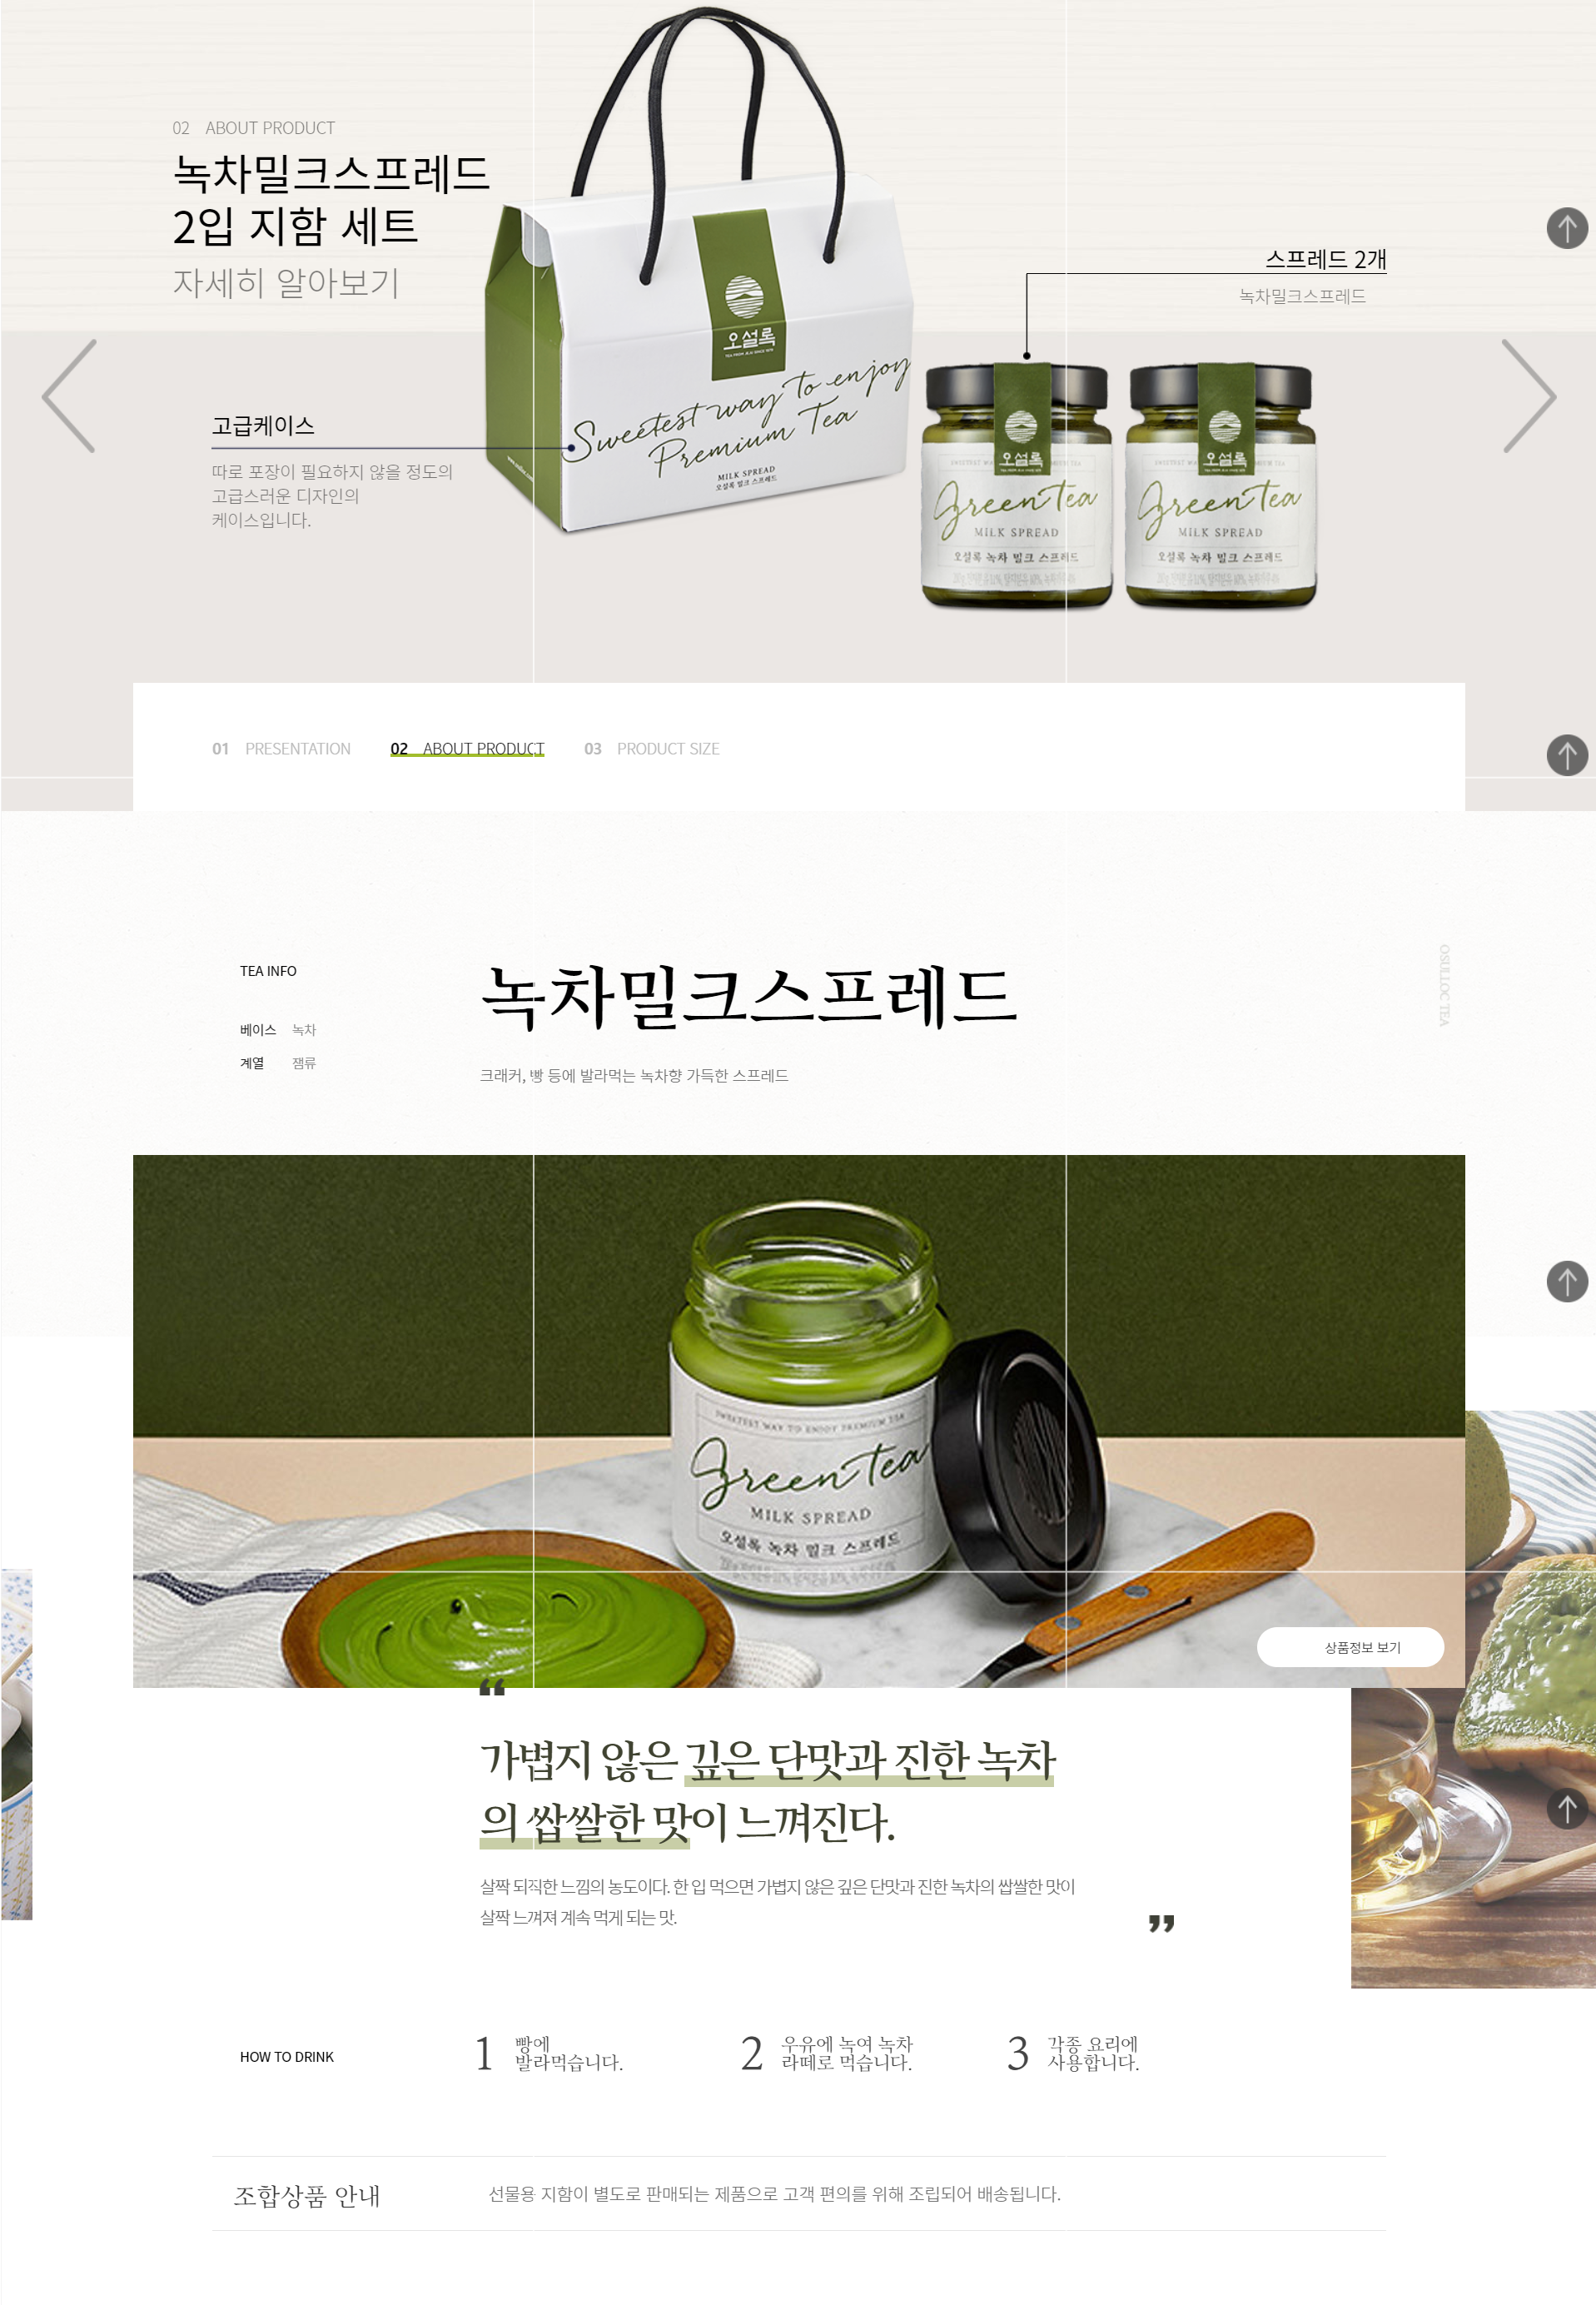 02 ABOUT PRODUCT
녹차밀크스프레드
2입 지함 세트
자세히 알아보기
오설록
TEA FROM JEJU SINCE 1979
Sweetest way to enjoy
Premium Tea
MILK SPREAD
오설록 밀크 스프레드
스프레드 2개
녹차밀크스프레드
고급케이스
따로 포장이 필요하지 않을 정도의
고급스러운 디자인의
케이스입니다.
오설록
Green Tea
MILK SPREAD
오설록 녹차 밀크 스프레드
오설록
Green Tea
MILK SPREAD
오설록 녹차 밀크 스프레드
01 PRESENTATION 02 ABOUT PRODUCT 03 PRODUCT SIZE
TEA INFO
베이스 녹차
계열 잼류
녹차밀크스프레드
크래커, 빵 등에 발라먹는 녹차향 가득한 스프레드
OSULLOC TEA
SWEETEST WAY TO ENJOY PREMIUM TEA
Green Tea
MILK SPREAD
오설록 녹차 밀크 스프레드
상품정보 보기
“
가볍지 않은 깊은 단맛과 진한 녹차
의 쌉쌀한 맛이 느껴진다.
살짝 되직한 느낌의 농도이다. 한 입 먹으면 가볍지 않은 깊은 단맛과 진한 녹차의 쌉쌀한 맛이
살짝 느껴져 계속 먹게 되는 맛.
”
HOW TO DRINK
1 빵에
발라먹습니다.
2 우유에 녹여 녹차
라떼로 먹습니다.
3 각종 요리에
사용합니다.
조합상품 안내
선물용 지함이 별도로 판매되는 제품으로 고객 편의를 위해 조립되어 배송됩니다.